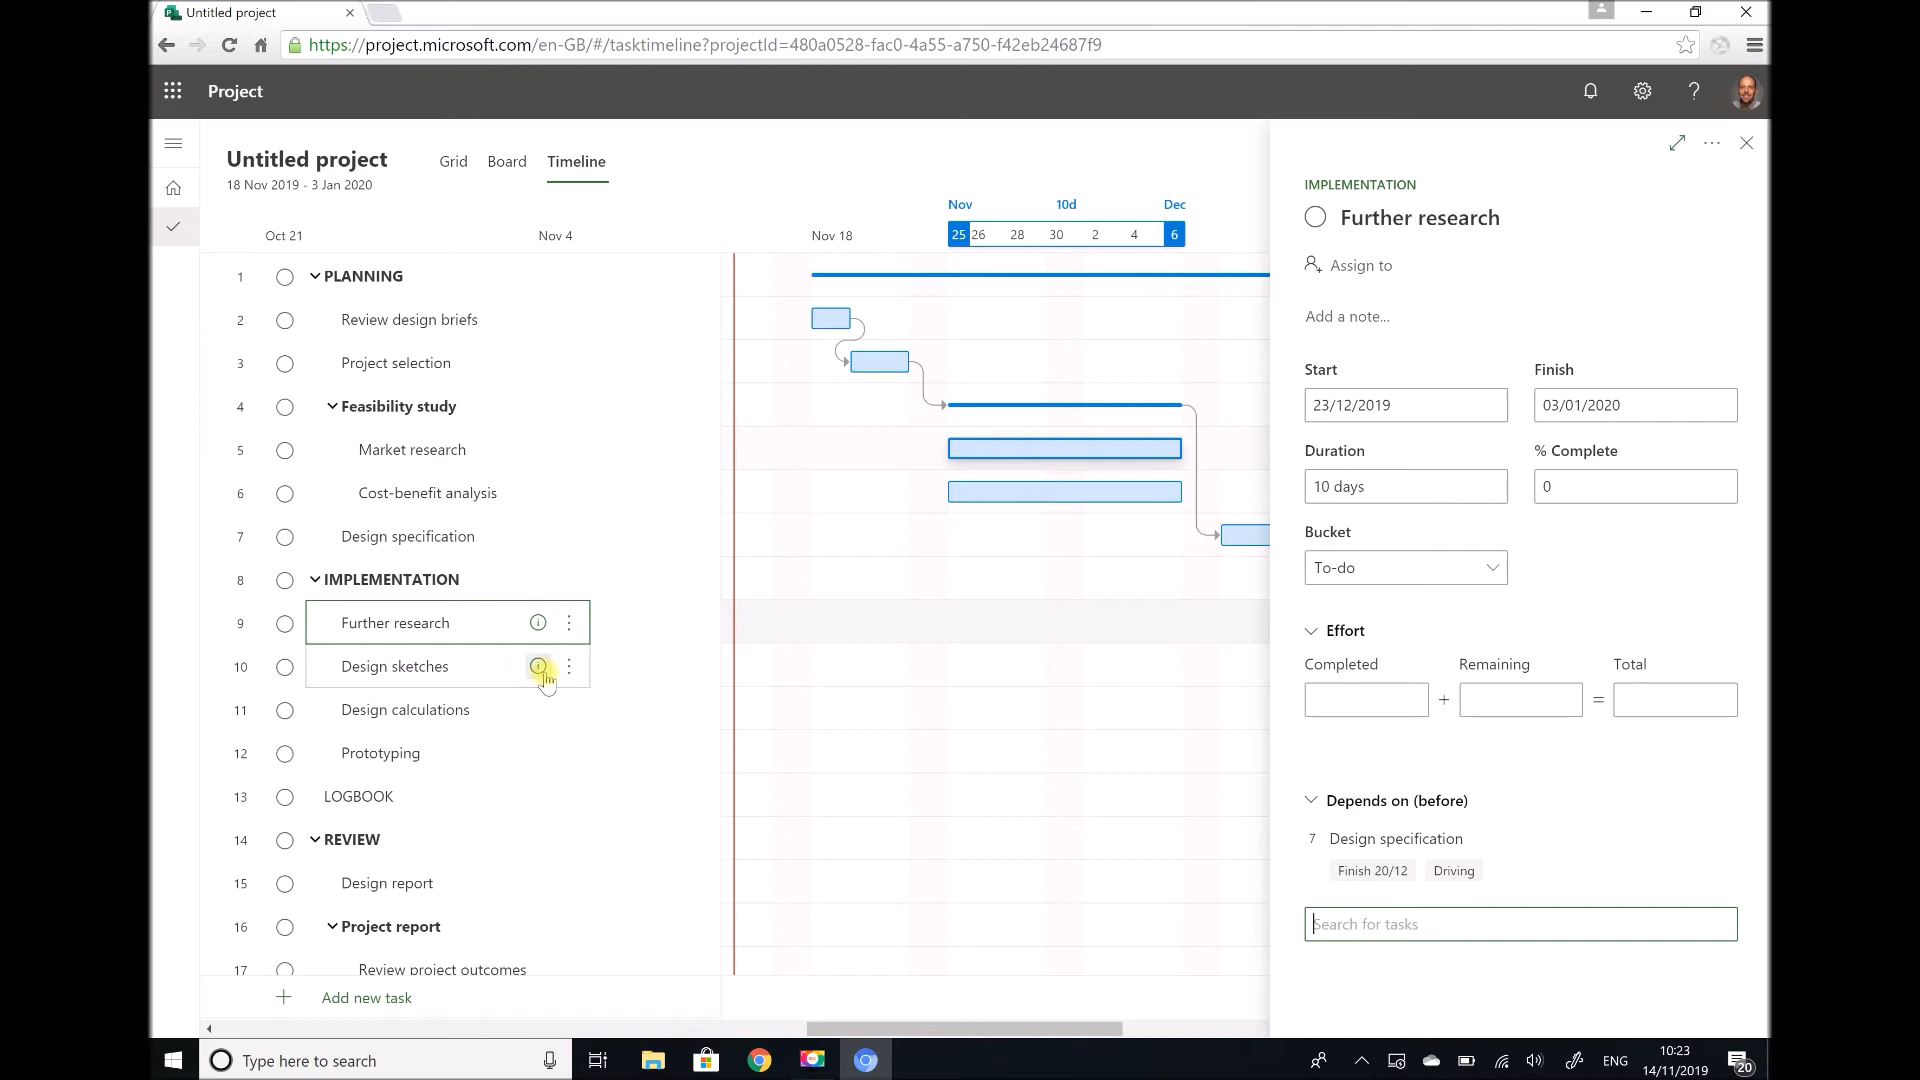 Untitled project
https://project.microsoft.com/en-GB/#/tasktimeline?projectId=480a0528-fac0-4a55-a750-f42eb24687f9
Project
Untitled project
Grid
Board
Timeline
18 Nov 2019 - 3 Jan 2020
Nov 10d Dec
Oct 21 Nov 4 Nov 18 25 26 28 30 2 4 6
1 PLANNING
2 Review design briefs
3 Project selection
4 Feasibility study
5 Market research
6 Cost-benefit analysis
7 Design specification
8 IMPLEMENTATION
9 Further research
10 Design sketches
11 Design calculations
12 Prototyping
13 LOGBOOK
14 REVIEW
15 Design report
16 Project report
17 Review project outcomes
Add new task
IMPLEMENTATION
Further research
Assign to
Add a note...
Start Finish
23/12/2019 03/01/2020
Duration % Complete
10 days 0
Bucket
To-do
Effort
Completed Remaining Total
+ =
Depends on (before)
7 Design specification
Finish 20/12 Driving
Search for tasks
Type here to search
ENG
10:23
14/11/2019
20